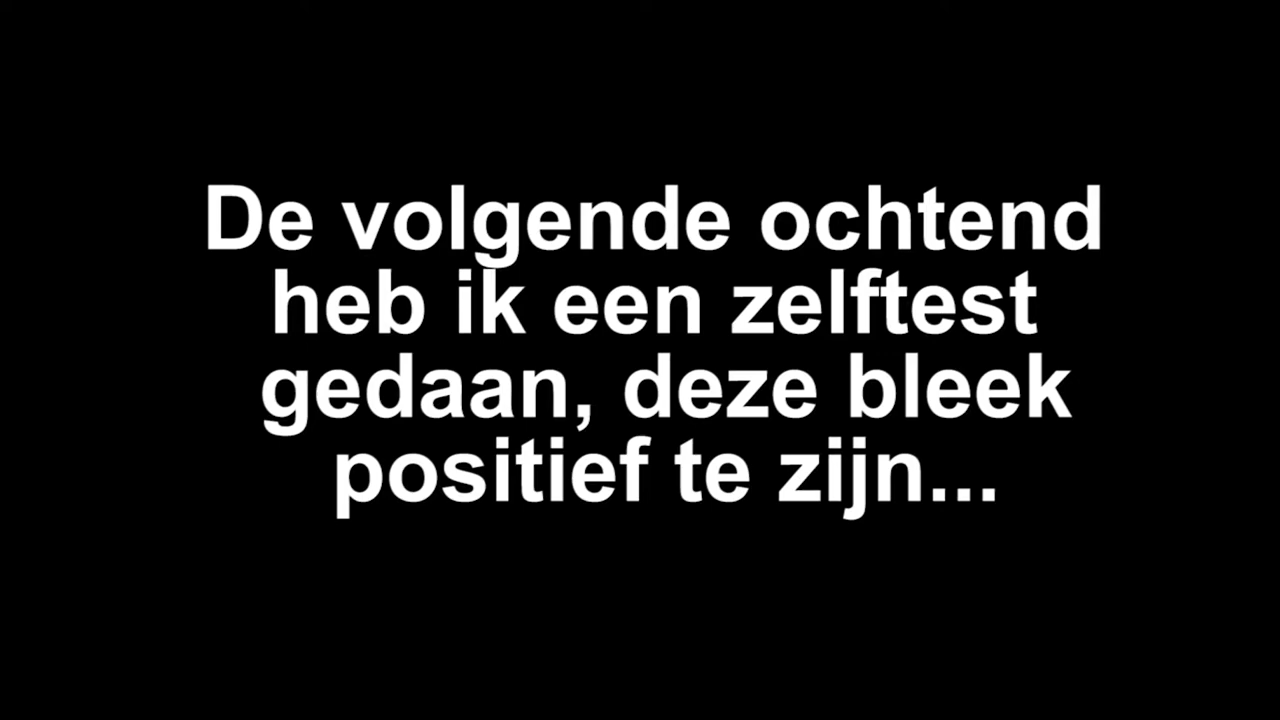 De volgende ochtend
heb ik een zelftest
gedaan, deze bleek
positief te zijn...